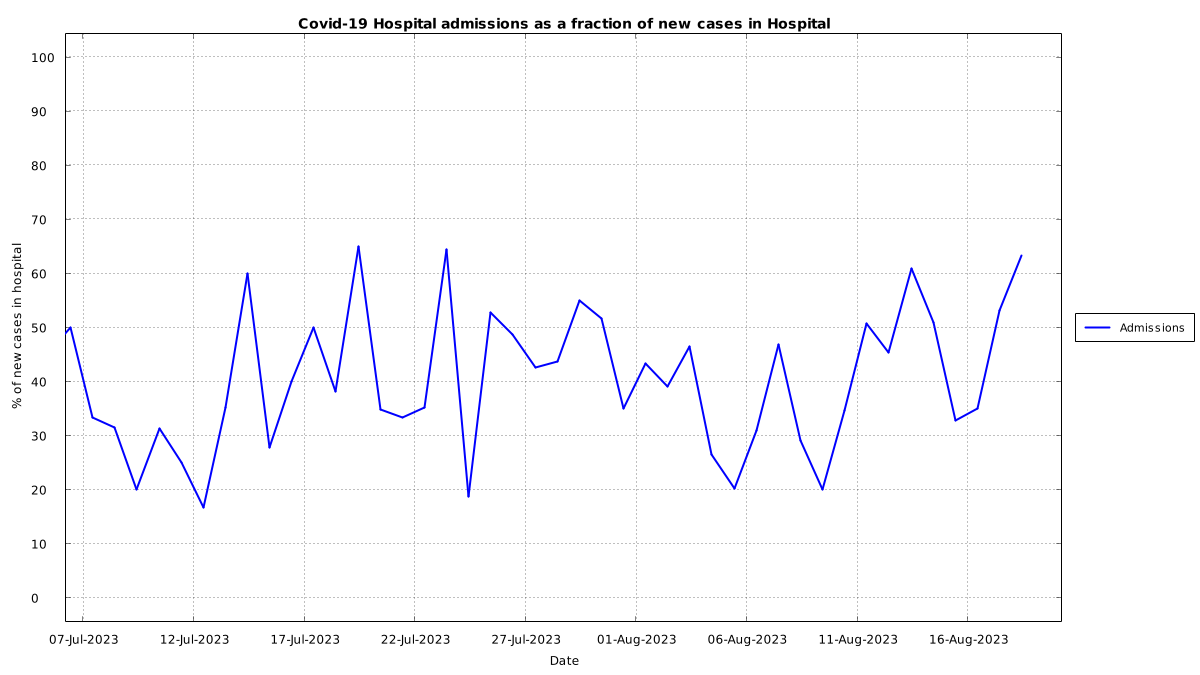 Covid-19 Hospital admissions as a fraction of new cases in Hospital
100
90
80
70
60
50
40
30
20
10
0
% of new cases in hospital
07-Jul-2023 12-Jul-2023 17-Jul-2023 22-Jul-2023 27-Jul-2023 01-Aug-2023 06-Aug-2023 11-Aug-2023 16-Aug-2023
Date
Admissions